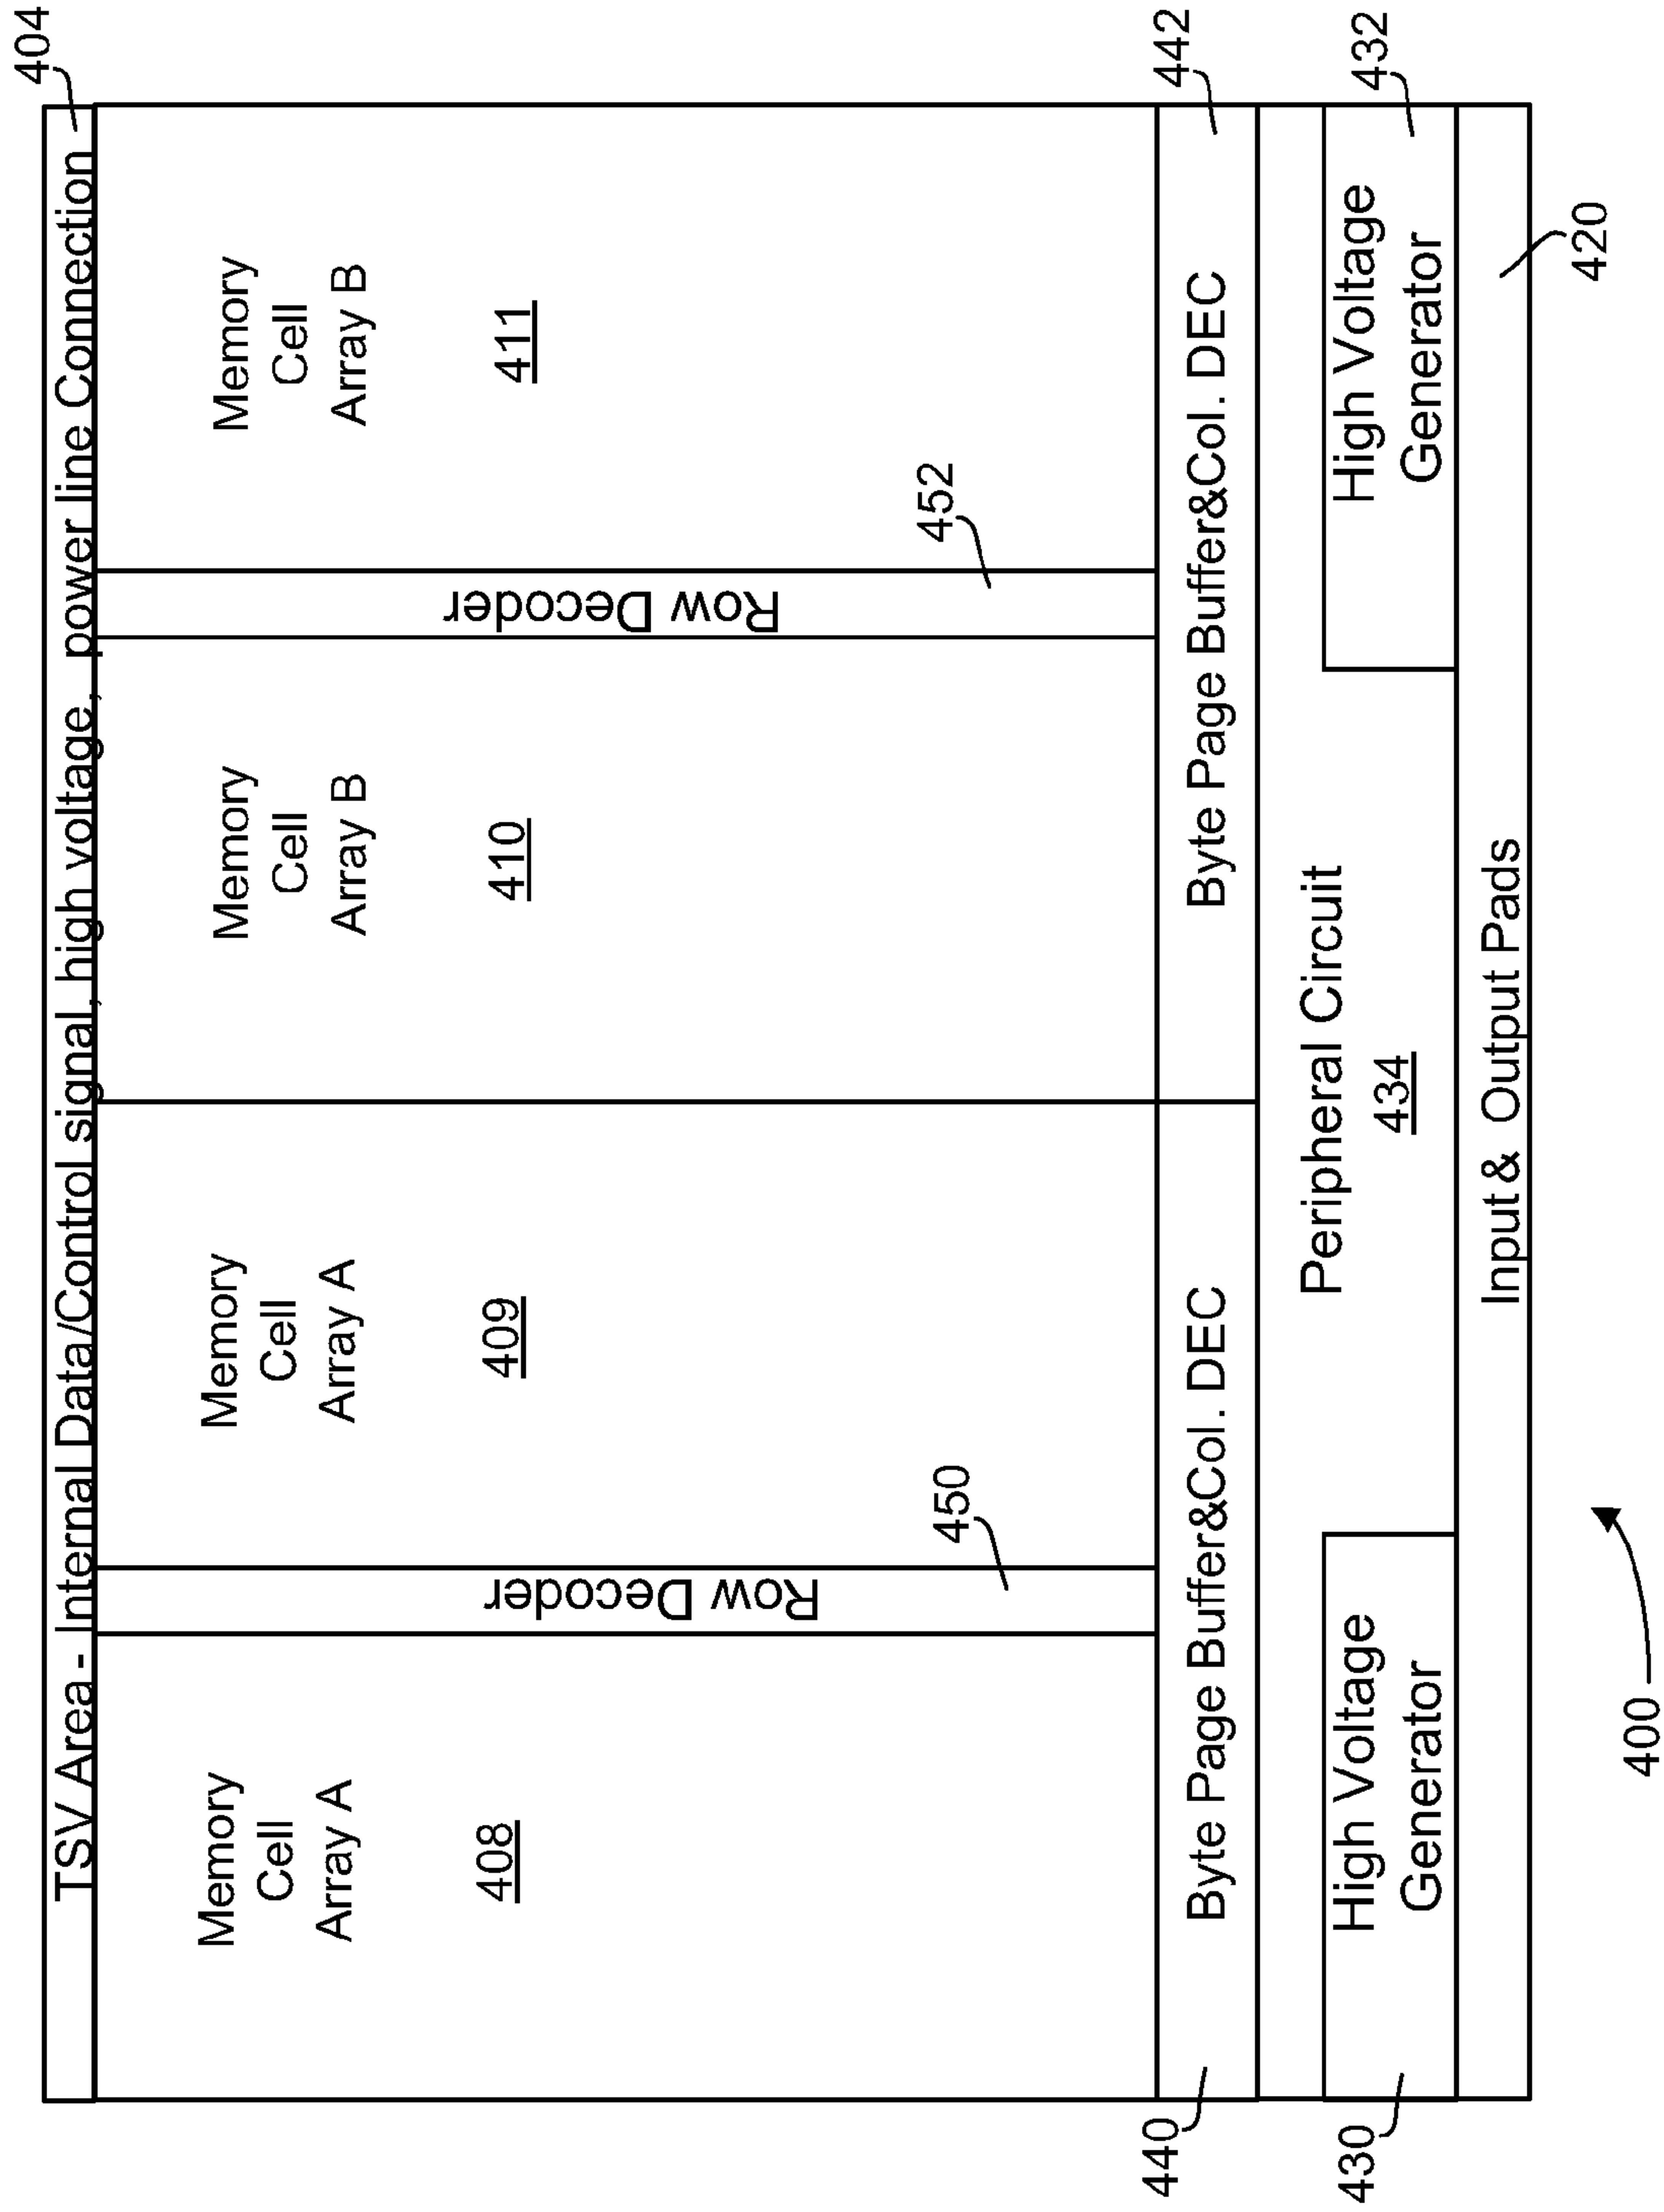 404
TSV Area - Internal Data/Control signal, high voltage, power line Connection
Memory
Cell
Array A
408
Row Decoder
450
Memory
Cell
Array A
409
Memory
Cell
Array B
410
Row Decoder
452
Memory
Cell
Array B
411
440
Byte Page Buffer&Col. DEC
Byte Page Buffer&Col. DEC
442
Peripheral Circuit
434
430
High Voltage
Generator
High Voltage
Generator
432
Input & Output Pads
420
400